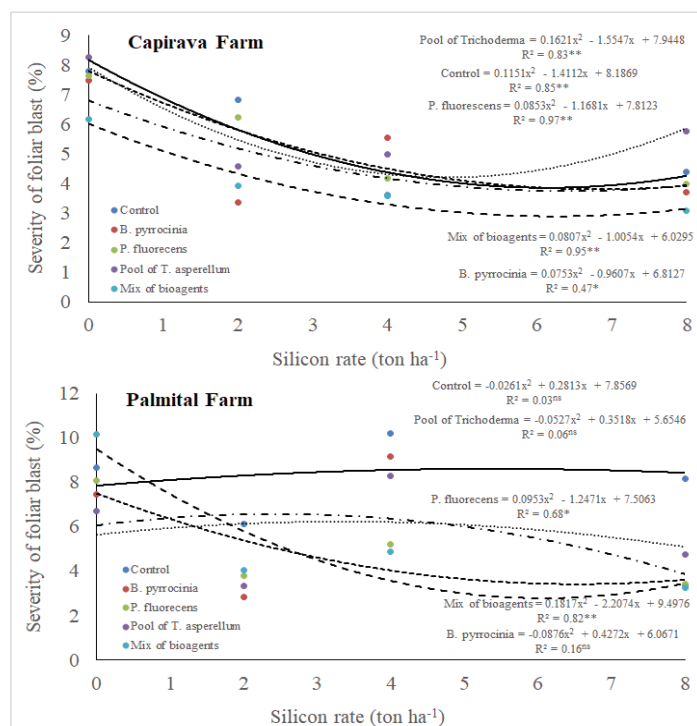 Capirava Farm
Pool of Trichoderma = 0.1621x² - 1.5547x + 7.9448
R² = 0.83**
Control = 0.1151x² - 1.4112x + 8.1869
R² = 0.85**
P. fluorescens = 0.0853x² - 1.1681x + 7.8123
R² = 0.97**
9
8
7
6
5
4
3
2
1
0
Severity of foliar blast (%)
Control
B. pyrrocinia
P. fluorecens
Pool of T. asperellum
Mix of bioagents
Mix of bioagents = 0.0807x² - 1.0054x + 6.0295
R² = 0.95**
B. pyrrocinia = 0.0753x² - 0.9607x + 6.8127
R² = 0.47*
0 1 2 3 4 5 6 7 8
Silicon rate (ton ha⁻¹)
Palmital Farm
Control = -0.0261x² + 0.2813x + 7.8569
R² = 0.03ⁿˢ
Pool of Trichoderma = -0.0527x² + 0.3518x + 5.6546
R² = 0.06ⁿˢ
P. fluorescens = 0.0953x² - 1.2471x + 7.5063
R² = 0.68*
12
10
8
6
4
2
0
Severity of foliar blast (%)
Control
B. pyrrocinia
P. fluorecens
Pool of T. asperellum
Mix of bioagents
Mix of bioagents = 0.1817x² - 2.2074x + 9.4976
R² = 0.82**
B. pyrrocinia = -0.0876x² + 0.4272x + 6.0671
R² = 0.16ⁿˢ
0 1 2 3 4 5 6 7 8
Silicon rate (ton ha⁻¹)